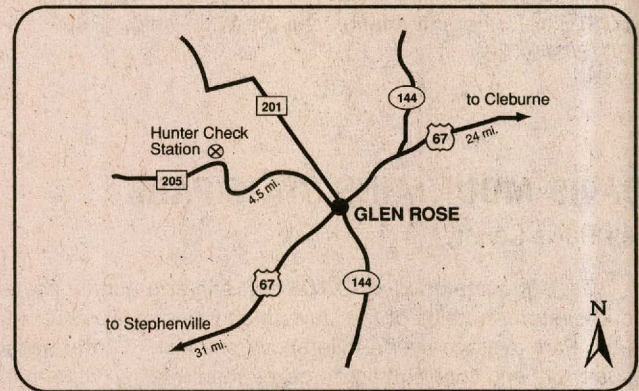 201
144
to Cleburne
67
24 mi.
Hunter Check
Station
205
4.5 mi.
GLEN ROSE
67
144
to Stephenville
31 mi.
N